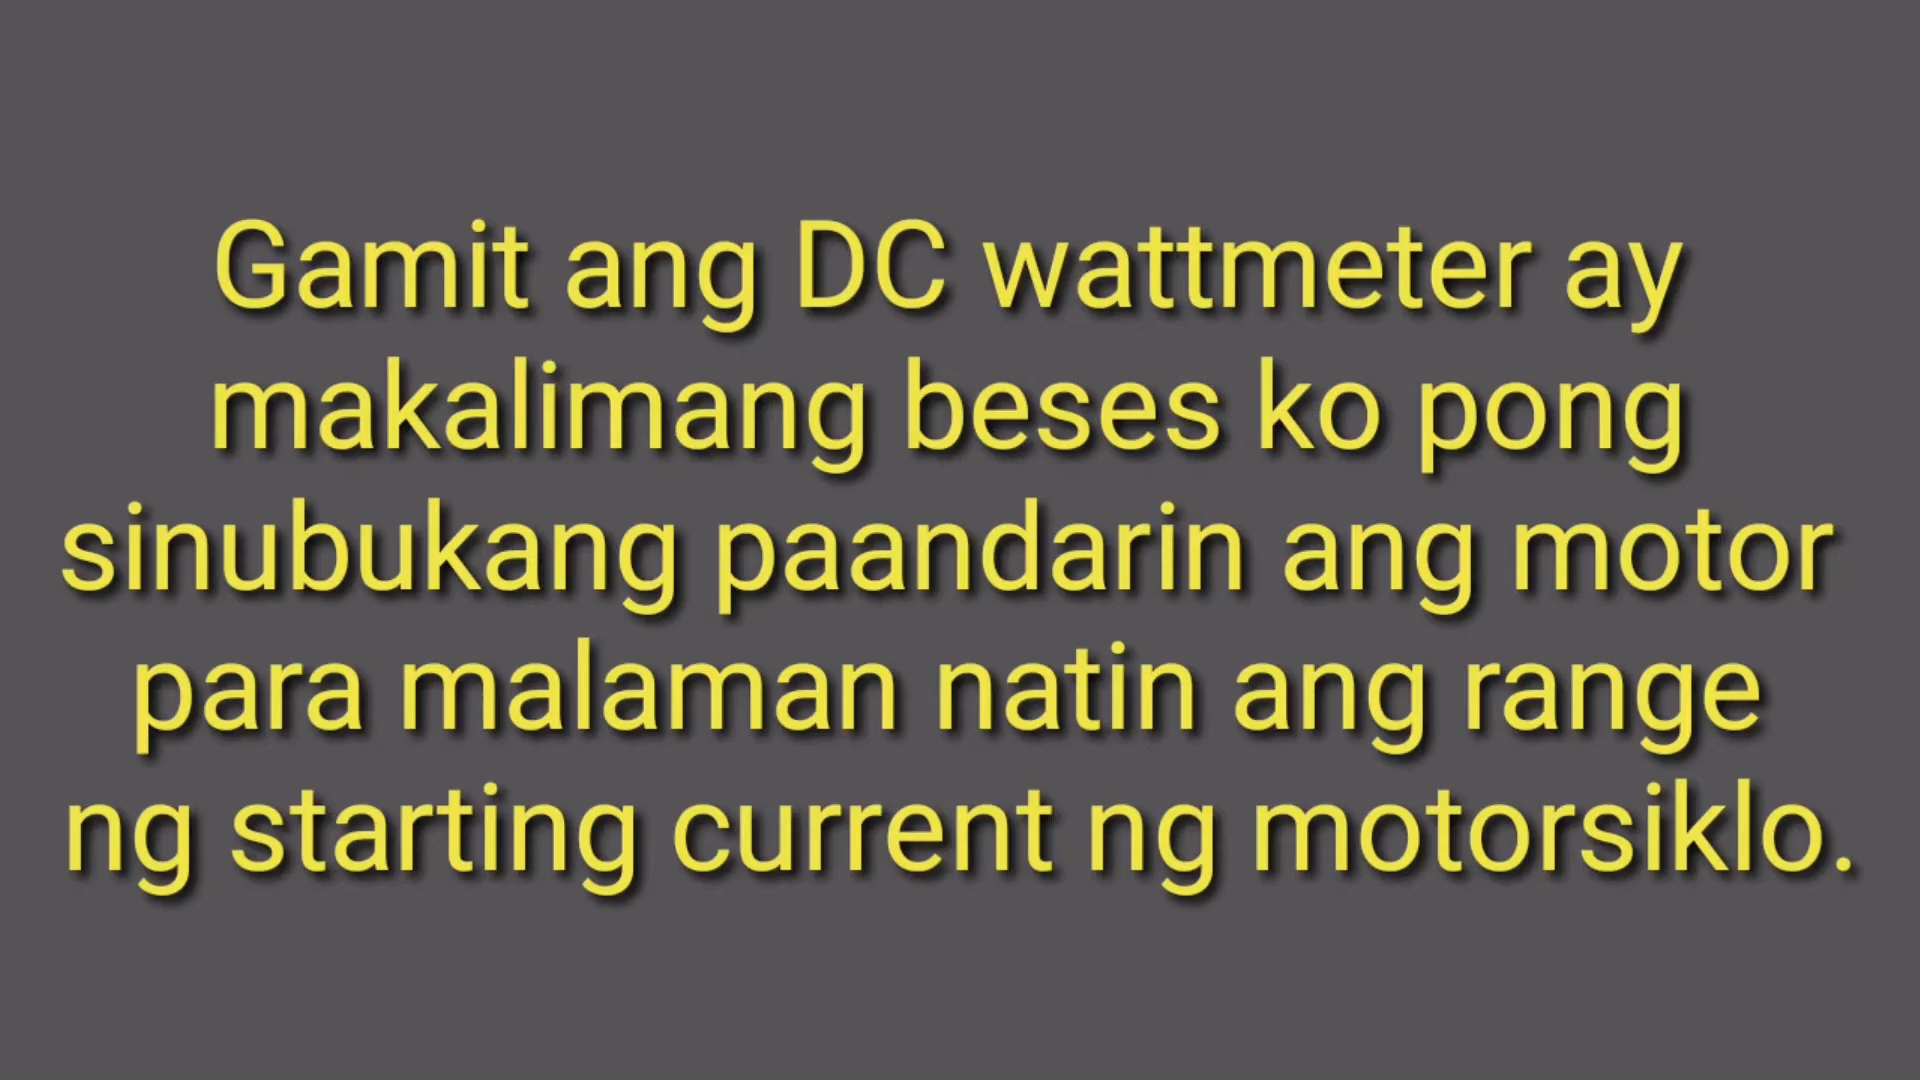 Gamit ang DC wattmeter ay
makalimang beses ko pong
sinubukang paandarin ang motor
para malaman natin ang range
ng starting current ng motorsiklo.